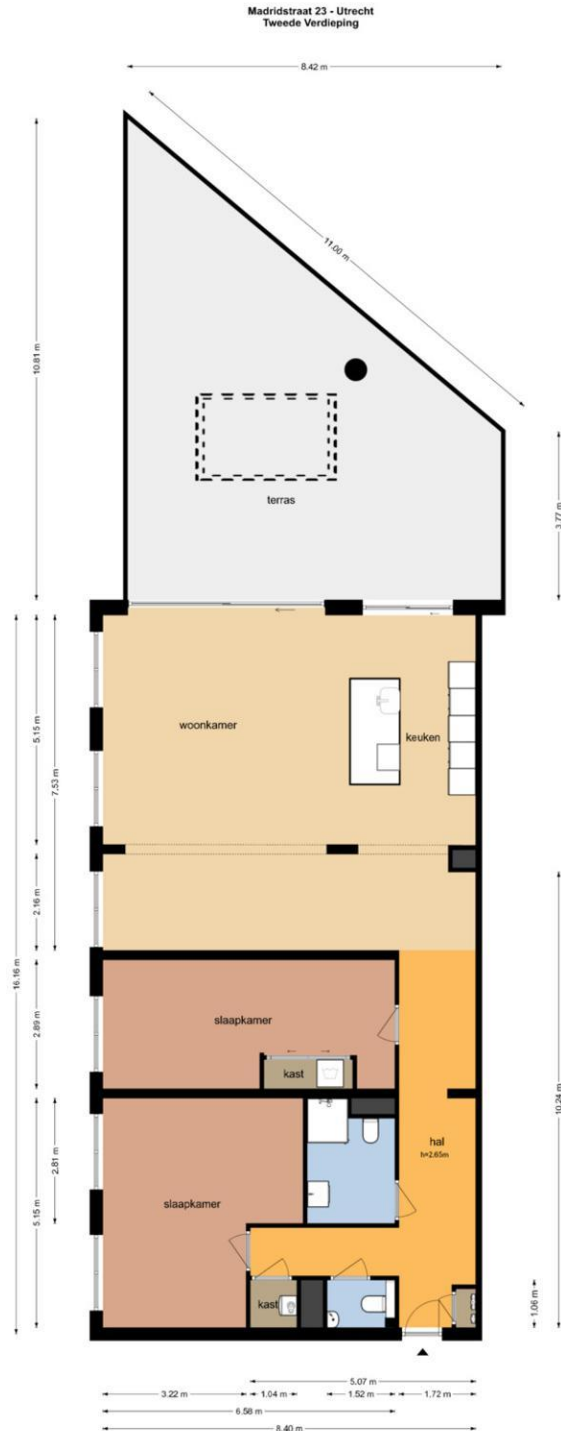 Madridstraat 23 - Utrecht
Tweede Verdieping
8.42 m
11.00 m
10.81 m
3.77 m
terras
woonkamer
keuken
5.15 m
7.53 m
2.16 m
16.16 m
2.89 m
10.24 m
slaapkamer
kast
hal
h=2.65m
2.81 m
5.15 m
slaapkamer
kast
1.06 m
5.07 m
3.22 m
1.04 m
1.52 m
1.72 m
6.58 m
8.40 m